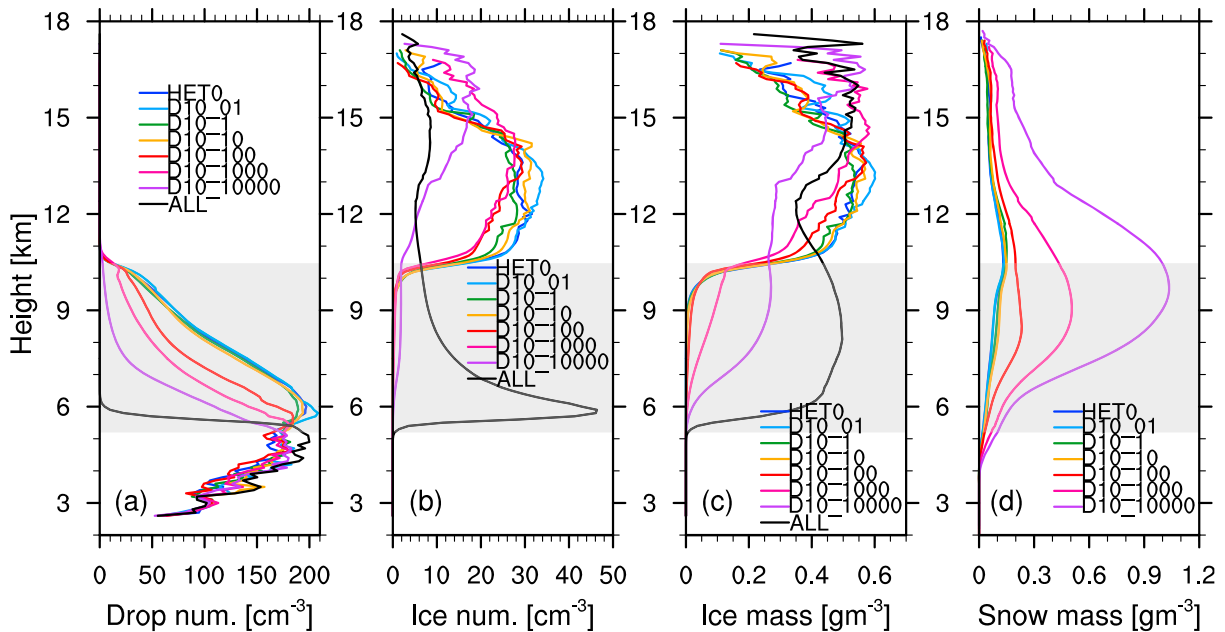 18
15
12
9
6
3
Height [km]
HET0
D10_01
D10_1
D10_10
D10_100
D10_1000
D10_10000
ALL_
(a)
0 50 100 150 200
Drop num. [cm-3]
18
15
12
9
6
3
HET0
D10_01
D10_1
D10_10
D10_100
D10_1000
D10_10000
ALL_
(b)
0 10 20 30 40 50
Ice num. [cm-3]
18
15
12
9
6
3
HET0
D10_01
D10_1
D10_10
D10_100
D10_1000
D10_10000
ALL_
(c)
0 0.2 0.4 0.6
Ice mass [gm-3]
18
15
12
9
6
3
HET0
D10_01
D10_1
D10_10
D10_100
D10_1000
D10_10000
(d)
0 0.3 0.6 0.9 1.2
Snow mass [gm-3]